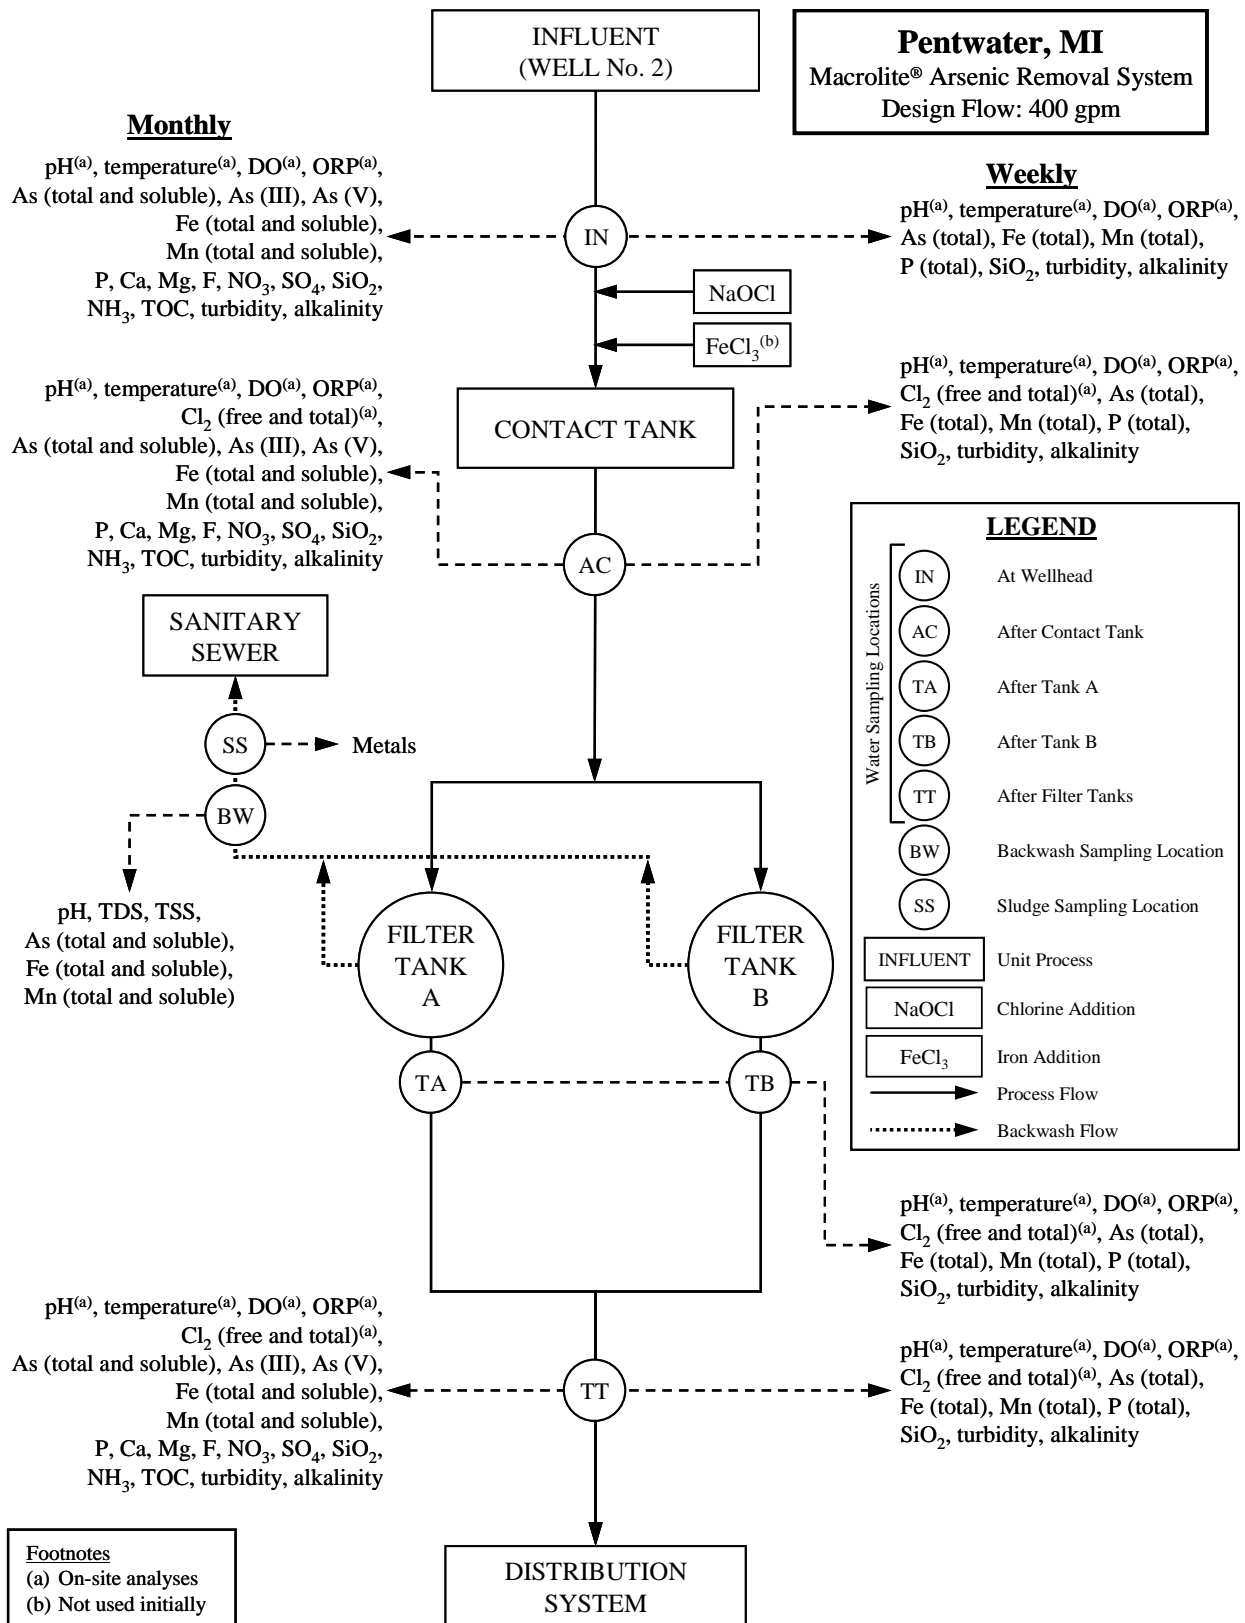 INFLUENT
(WELL No. 2)
Pentwater, MI
Macrolite® Arsenic Removal System
Design Flow: 400 gpm
Monthly
pH(a), temperature(a), DO(a), ORP(a),
As (total and soluble), As (III), As (V),
Fe (total and soluble),
Mn (total and soluble),
P, Ca, Mg, F, NO3, SO4, SiO2,
NH3, TOC, turbidity, alkalinity
IN
Weekly
pH(a), temperature(a), DO(a), ORP(a),
As (total), Fe (total), Mn (total),
P (total), SiO2, turbidity, alkalinity
NaOCl
FeCl3(b)
pH(a), temperature(a), DO(a), ORP(a),
Cl2 (free and total)(a),
As (total and soluble), As (III), As (V),
Fe (total and soluble),
Mn (total and soluble),
P, Ca, Mg, F, NO3, SO4, SiO2,
NH3, TOC, turbidity, alkalinity
CONTACT TANK
AC
pH(a), temperature(a), DO(a), ORP(a),
Cl2 (free and total)(a), As (total),
Fe (total), Mn (total), P (total),
SiO2, turbidity, alkalinity
SANITARY
SEWER
SS
Metals
BW
pH, TDS, TSS,
As (total and soluble),
Fe (total and soluble),
Mn (total and soluble)
FILTER
TANK
A
FILTER
TANK
B
TA
TB
LEGEND
Water Sampling Locations
IN At Wellhead
AC After Contact Tank
TA After Tank A
TB After Tank B
TT After Filter Tanks
BW Backwash Sampling Location
SS Sludge Sampling Location
INFLUENT Unit Process
NaOCl Chlorine Addition
FeCl3 Iron Addition
Process Flow
Backwash Flow
pH(a), temperature(a), DO(a), ORP(a),
Cl2 (free and total)(a), As (total),
Fe (total), Mn (total), P (total),
SiO2, turbidity, alkalinity
pH(a), temperature(a), DO(a), ORP(a),
Cl2 (free and total)(a),
As (total and soluble), As (III), As (V),
Fe (total and soluble),
Mn (total and soluble),
P, Ca, Mg, F, NO3, SO4, SiO2,
NH3, TOC, turbidity, alkalinity
TT
pH(a), temperature(a), DO(a), ORP(a),
Cl2 (free and total)(a), As (total),
Fe (total), Mn (total), P (total),
SiO2, turbidity, alkalinity
Footnotes
(a) On-site analyses
(b) Not used initially
DISTRIBUTION
SYSTEM